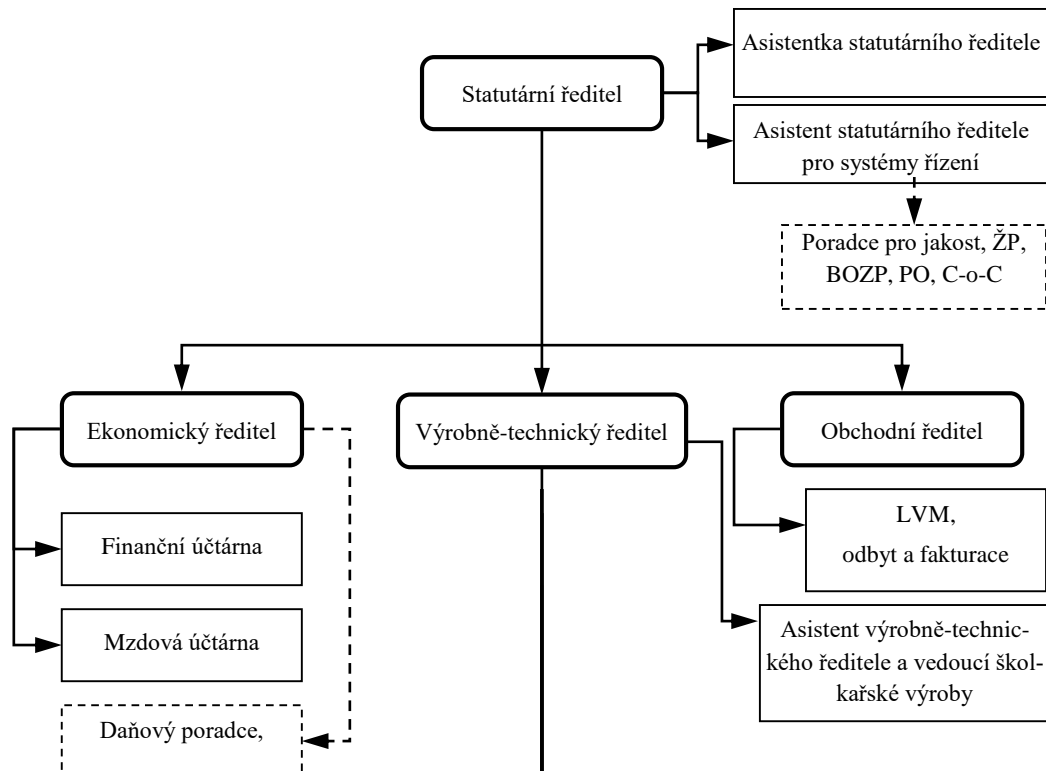 Asistentka statutárního ředitele
Statutární ředitel
Asistent statutárního ředitele
pro systémy řízení
Poradce pro jakost, ŽP,
BOZP, PO, C-o-C
Ekonomický ředitel
Výrobně-technický ředitel
Obchodní ředitel
LVM,
odbyt a fakturace
Finanční účtárna
Mzdová účtárna
Asistent výrobně-technic-
kého ředitele a vedoucí škol-
kařské výroby
Daňový poradce,